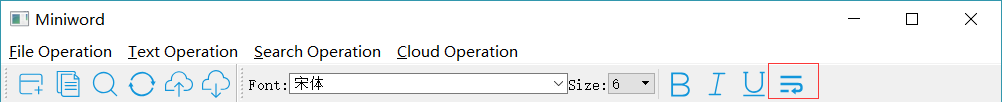 Miniword
File Operation Text Operation Search Operation Cloud Operation
Font: 宋体 Size: 6 B I U